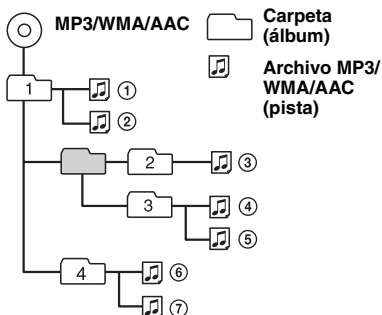 MP3/WMA/AAC
Carpeta
(álbum)
Archivo MP3/
WMA/AAC
(pista)
1
①
②
2
③
3
④
⑤
4
⑥
⑦